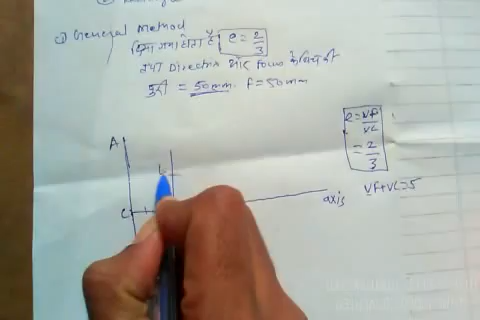 ① General Method
दिया गया होता है e = 2/3
तथा Directrix और Focus के बीच की
दुरी = 50mm. f = 50mm
e = VF/VC
= 2/3
VF+VC=5
A
L
C
axis